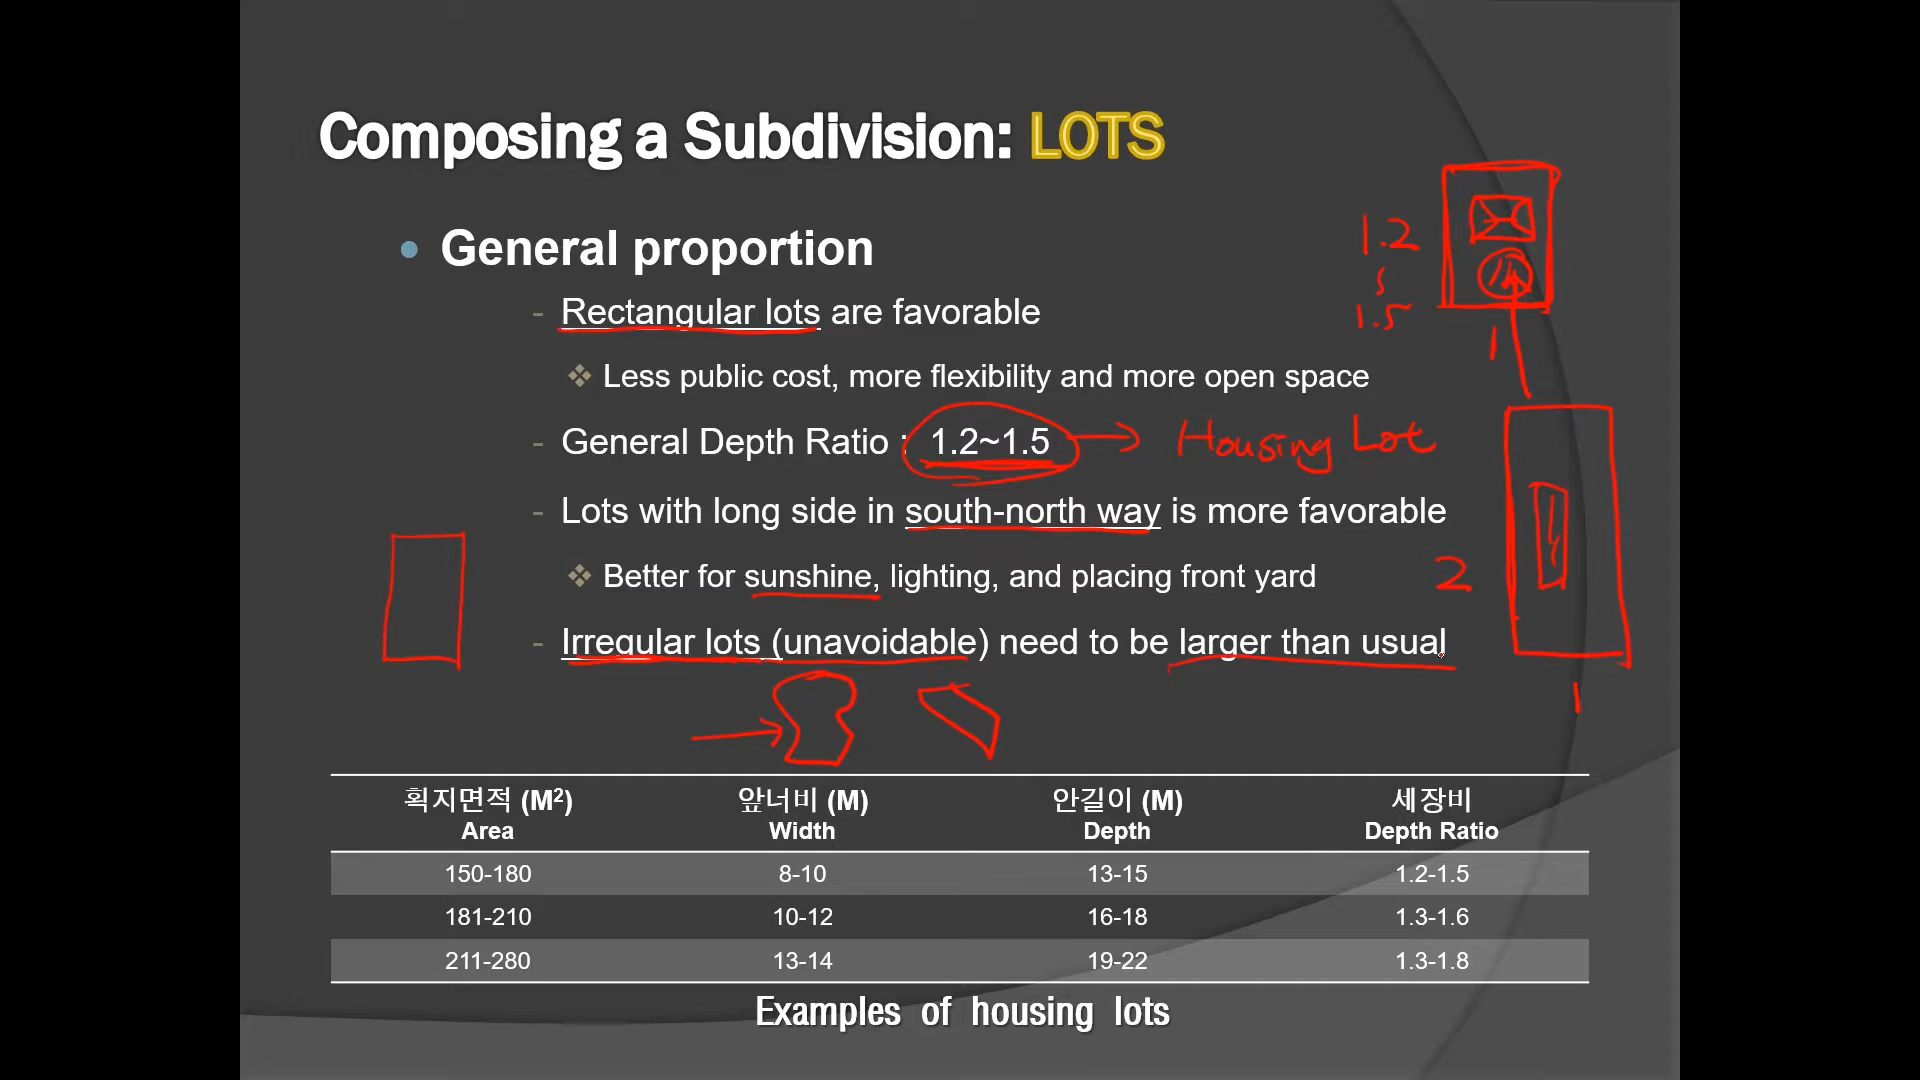 Composing a Subdivision: LOTS
General proportion
- Rectangular lots are favorable
Less public cost, more flexibility and more open space
- General Depth Ratio : 1.2~1.5 → Housing Lot
- Lots with long side in south-north way is more favorable
Better for sunshine, lighting, and placing front yard
- Irregular lots (unavoidable) need to be larger than usual
1.2
1.5
1
2
1
획지면적 (M²) 앞너비 (M) 안길이 (M) 세장비
Area Width Depth Depth Ratio
150-180 8-10 13-15 1.2-1.5
181-210 10-12 16-18 1.3-1.6
211-280 13-14 19-22 1.3-1.8
Examples of housing lots